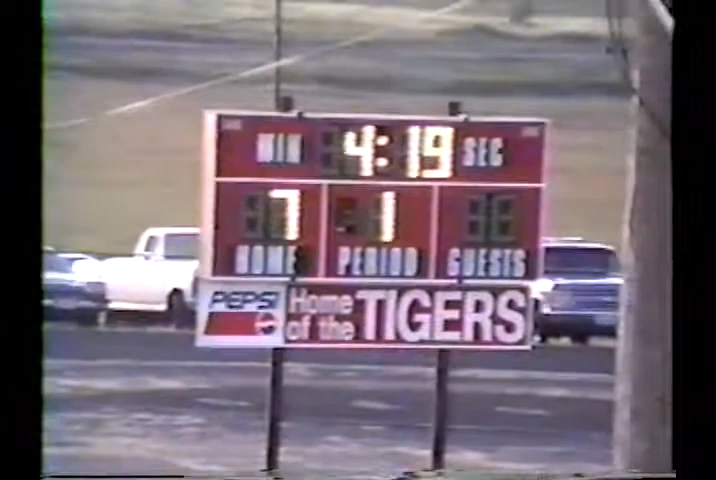 MIN 4:19 SEC
7 1
HOME PERIOD GUESTS
PEPSI Home of the TIGERS